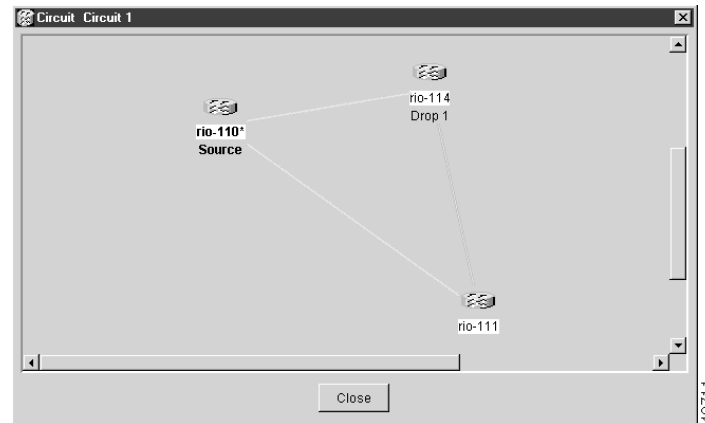 Circuit Circuit 1
rio-114
Drop 1
rio-110*
Source
rio-111
Close